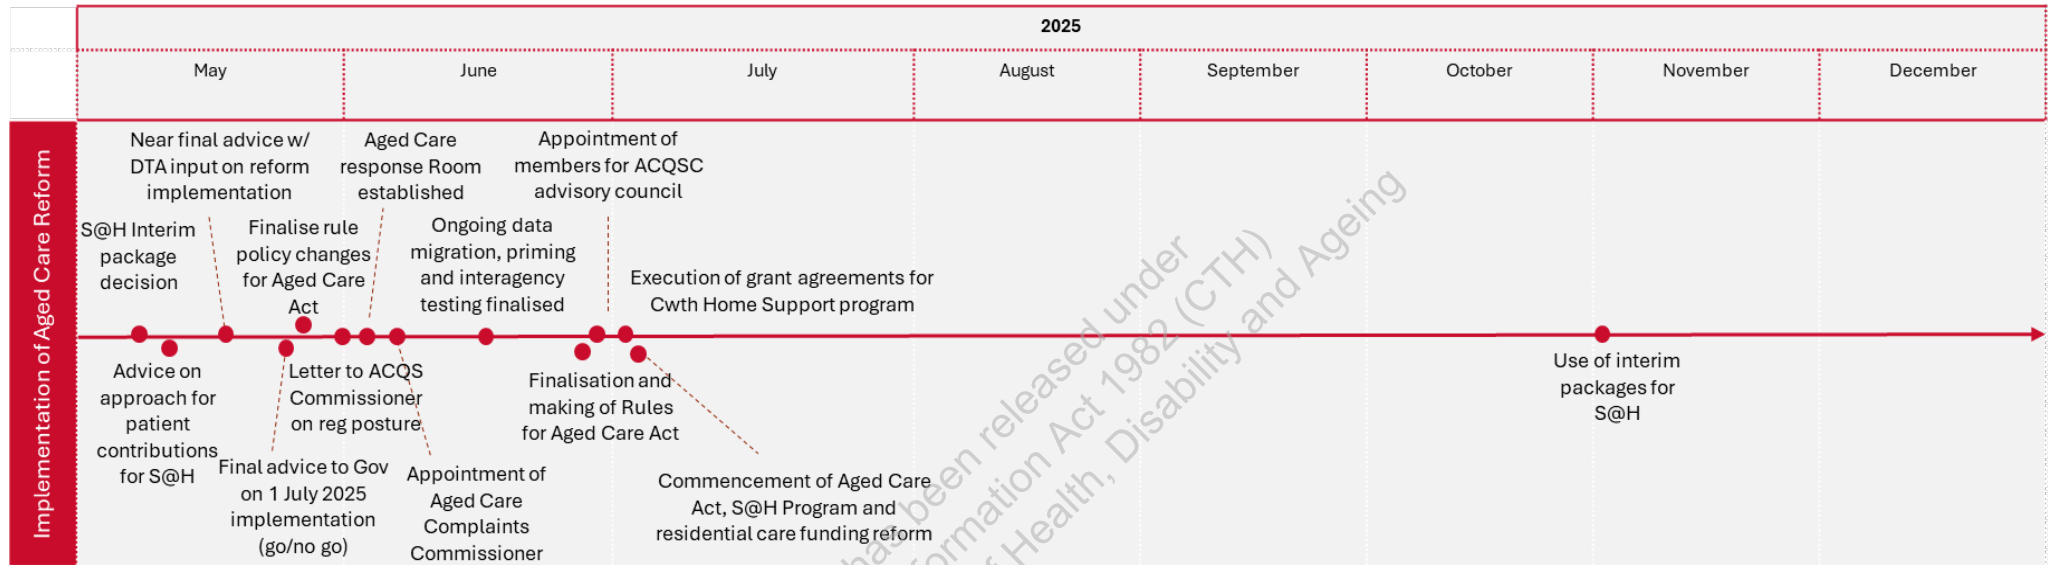 2025
May
June
July
August
September
October
November
December
Implementation of Aged Care Reform
Near final advice w/
DTA input on reform
implementation
Aged Care
response Room
established
Appointment of
members for ACQSC
advisory council
S@H Interim
package
decision
Finalise rule
policy changes
for Aged Care
Act
Ongoing data
migration, priming
and interagency
testing finalised
Execution of grant agreements for
Cwth Home Support program
Advice on
approach for
patient
contributions
for S@H
Letter to ACQS
Commissioner
on reg posture
Final advice to Gov
on 1 July 2025
implementation
(go/no go)
Appointment of
Aged Care
Complaints
Commissioner
Finalisation and
making of Rules
for Aged Care Act
Commencement of Aged Care
Act, S@H Program and
residential care funding reform
Use of interim
packages for
S@H
has been released under
formation Act 1982 (CTH)
of Health, Disability and Ageing